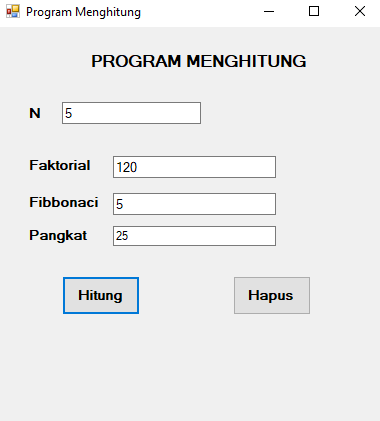 Program Menghitung
PROGRAM MENGHITUNG
N 5
Faktorial 120
Fibbonaci 5
Pangkat 25
Hitung Hapus